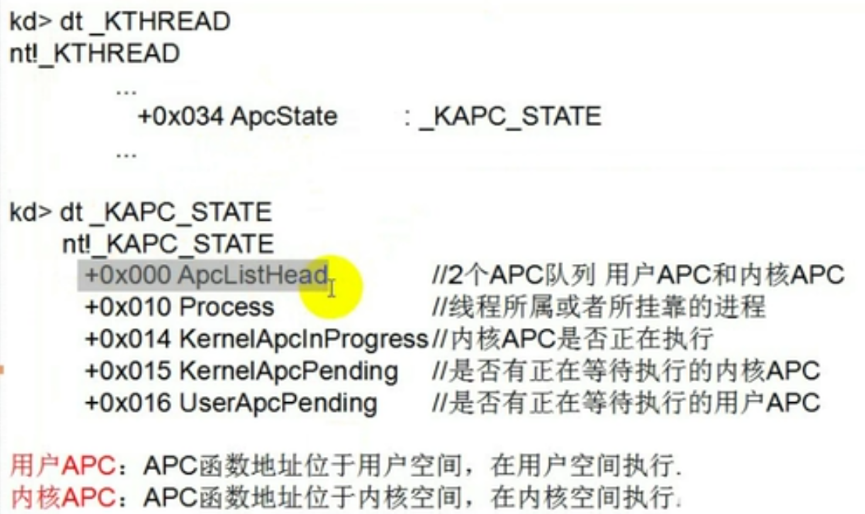 kd> dt _KTHREAD
nt!_KTHREAD
...
+0x034 ApcState : _KAPC_STATE
...
kd> dt _KAPC_STATE
nt!_KAPC_STATE
+0x000 ApcListHead //2个APC队列 用户APC和内核APC
+0x010 Process //线程所属或者所挂靠的进程
+0x014 KernelApcInProgress //内核APC是否正在执行
+0x015 KernelApcPending //是否有正在等待执行的内核APC
+0x016 UserApcPending //是否有正在等待执行的用户APC
用户APC：APC函数地址位于用户空间，在用户空间执行.
内核APC：APC函数地址位于内核空间，在内核空间执行.